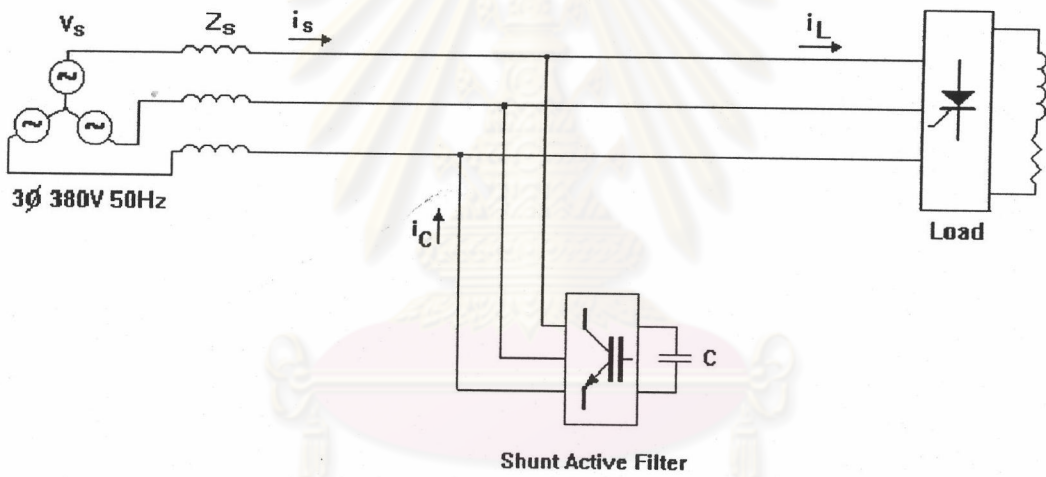 Vs Zs is iL
3Ø 380V 50Hz
ic
Load
C
Shunt Active Filter